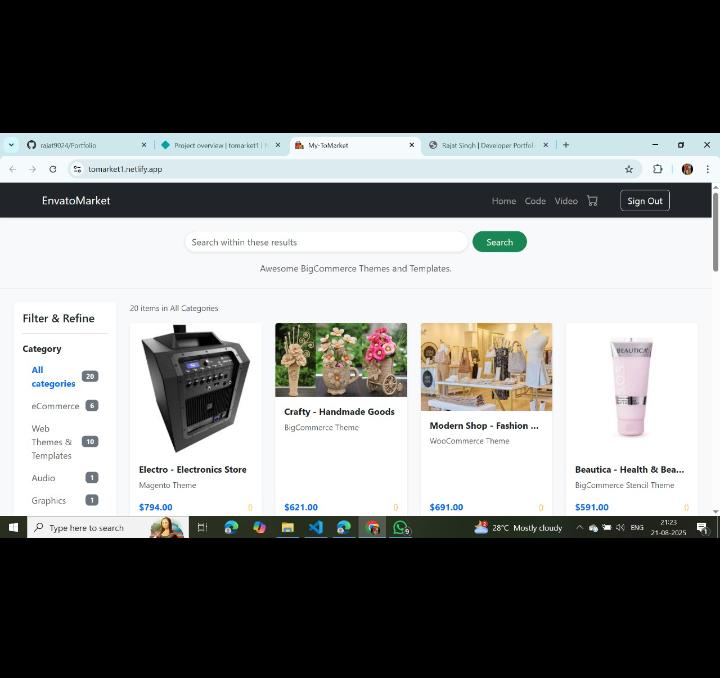 rajat9024/Portfolio
Project overview | tomarket1 |
My-ToMarket
Rajat Singh | Developer Portfol
tomarket1.netlify.app
EnvatoMarket
Home Code Video Sign Out
Search within these results Search
Awesome BigCommerce Themes and Templates.
Filter & Refine
Category
All categories 20
eCommerce 6
Web Themes & Templates 10
Audio 1
Graphics 1
20 items in All Categories
Electro - Electronics Store
Magento Theme
$794.00 0
Crafty - Handmade Goods
BigCommerce Theme
$621.00 0
Modern Shop - Fashion ...
WooCommerce Theme
$691.00 0
BEAUTICA
Beautica - Health & Bea...
BigCommerce Stencil Theme
$591.00 0
Type here to search
28°C Mostly cloudy
ENG
21:23
21-08-2025